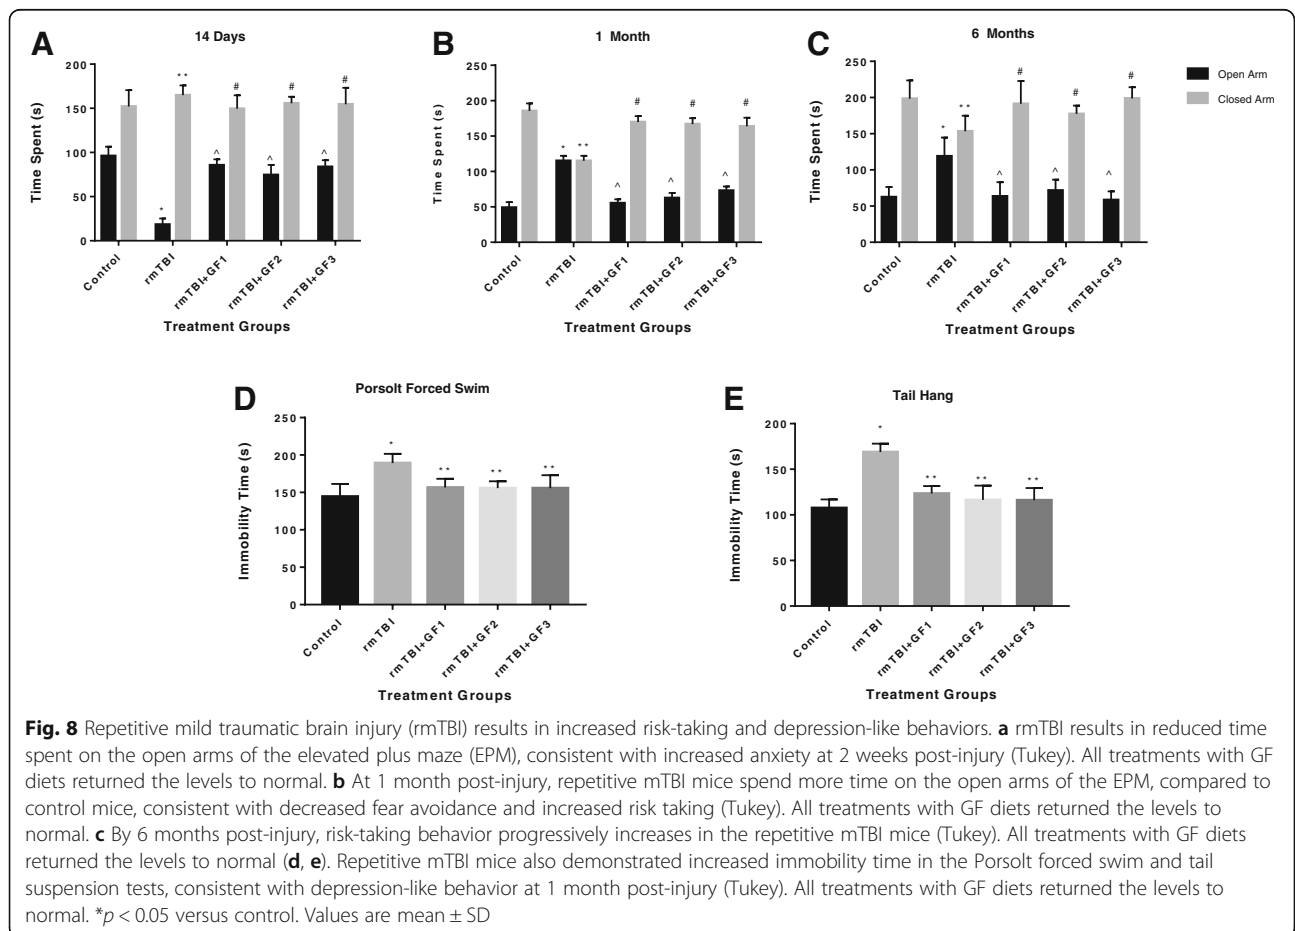 A
14 Days
Time Spent (s)
200
150
100
50
0
* *
#
#
#
*
^
^
^
Control
rmTBI
rmTBI+GF1
rmTBI+GF2
rmTBI+GF3
Treatment Groups
B
1 Month
Time Spent (s)
250
200
150
100
50
0
*
* *
#
#
#
^
^
^
Control
rmTBI
rmTBI+GF1
rmTBI+GF2
rmTBI+GF3
Treatment Groups
C
6 Months
Time Spent (s)
250
200
150
100
50
0
*
* *
#
#
#
^
^
^
Control
rmTBI
rmTBI+GF1
rmTBI+GF2
rmTBI+GF3
Treatment Groups
Open Arm
Closed Arm
D
Porsolt Forced Swim
Immobility Time (s)
250
200
150
100
50
0
*
* *
* *
* *
Control
rmTBI
rmTBI+GF1
rmTBI+GF2
rmTBI+GF3
Treatment Groups
E
Tail Hang
Immobility Time (s)
200
150
100
50
0
*
* *
* *
* *
Control
rmTBI
rmTBI+GF1
rmTBI+GF2
rmTBI+GF3
Treatment Groups
Fig. 8 Repetitive mild traumatic brain injury (rmTBI) results in increased risk-taking and depression-like behaviors. a rmTBI results in reduced time
spent on the open arms of the elevated plus maze (EPM), consistent with increased anxiety at 2 weeks post-injury (Tukey). All treatments with GF
diets returned the levels to normal. b At 1 month post-injury, repetitive mTBI mice spend more time on the open arms of the EPM, compared to
control mice, consistent with decreased fear avoidance and increased risk taking (Tukey). All treatments with GF diets returned the levels to
normal. c By 6 months post-injury, risk-taking behavior progressively increases in the repetitive mTBI mice (Tukey). All treatments with GF diets
returned the levels to normal (d, e). Repetitive mTBI mice also demonstrated increased immobility time in the Porsolt forced swim and tail
suspension tests, consistent with depression-like behavior at 1 month post-injury (Tukey). All treatments with GF diets returned the levels to
normal. *p < 0.05 versus control. Values are mean ± SD